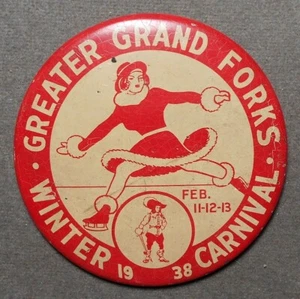 · GREATER GRAND FORKS ·
WINTER CARNIVAL
FEB.
11-12-13
19 38